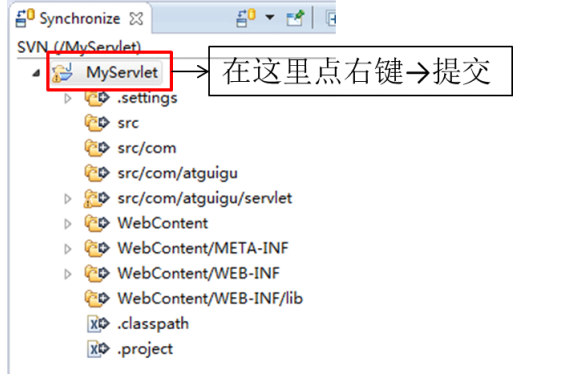 Synchronize
SVN (/MyServlet)
MyServlet
在这里点右键→提交
.settings
src
src/com
src/com/atguigu
src/com/atguigu/servlet
WebContent
WebContent/META-INF
WebContent/WEB-INF
WebContent/WEB-INF/lib
.classpath
.project